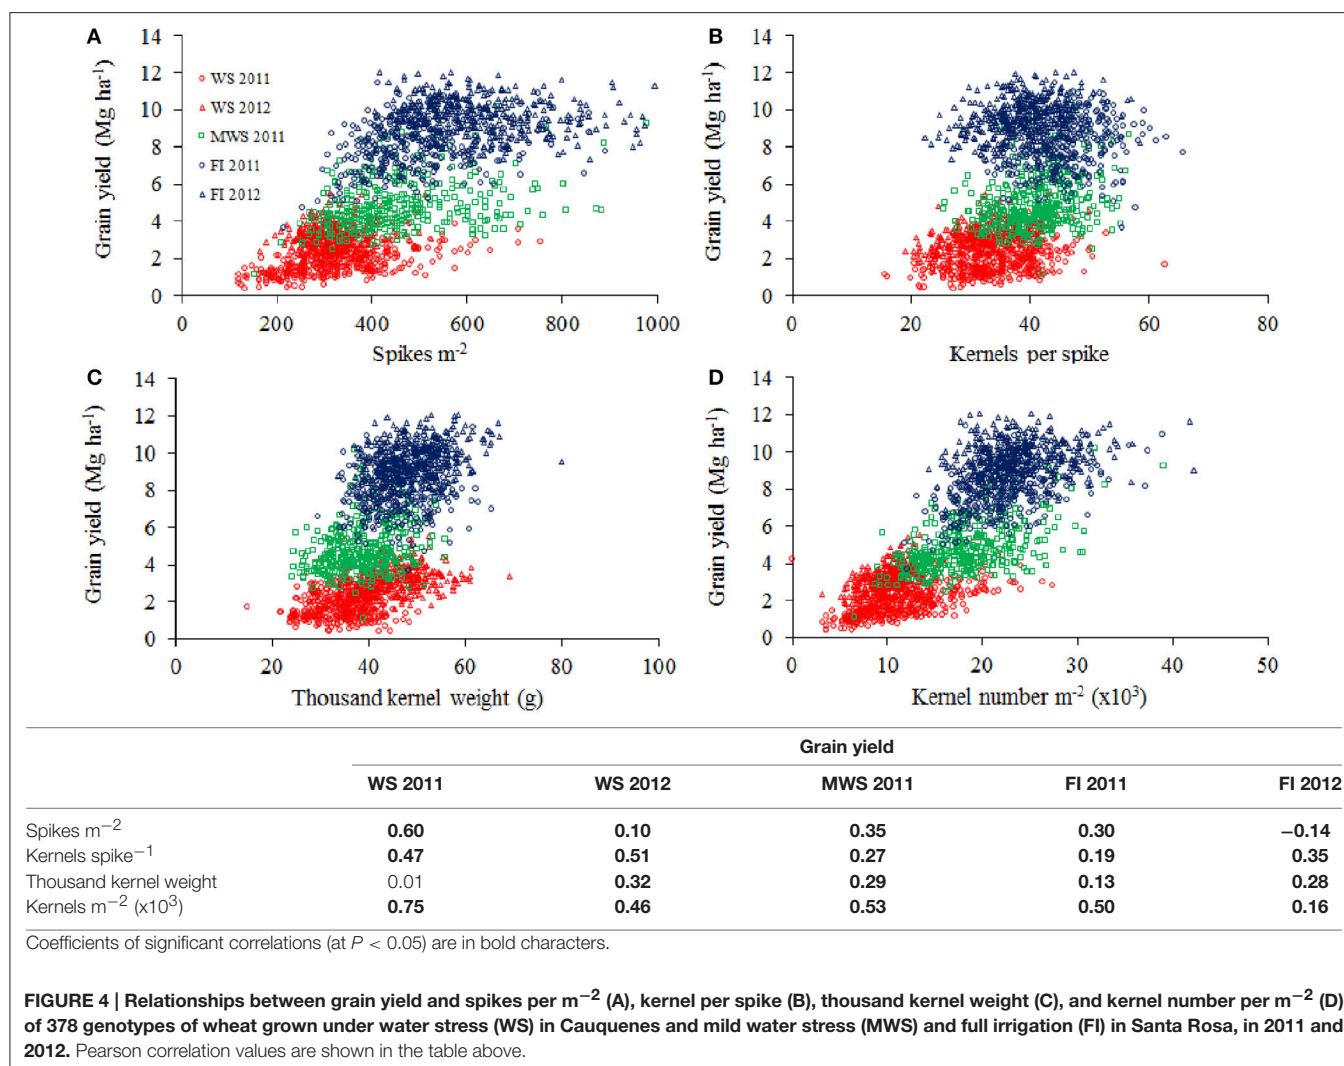 A
Grain yield (Mg ha-1)
14
12
10
8
6
4
2
0
WS 2011
WS 2012
MWS 2011
FI 2011
FI 2012
0 200 400 600 800 1000
Spikes m-2
B
Grain yield (Mg ha-1)
14
12
10
8
6
4
2
0
0 20 40 60 80
Kernels per spike
C
Grain yield (Mg ha-1)
14
12
10
8
6
4
2
0
0 20 40 60 80 100
Thousand kernel weight (g)
D
Grain yield (Mg ha-1)
14
12
10
8
6
4
2
0
0 10 20 30 40 50
Kernel number m-2 (x103)
Grain yield
WS 2011 WS 2012 MWS 2011 FI 2011 FI 2012
Spikes m−2 0.60 0.10 0.35 0.30 −0.14
Kernels spike−1 0.47 0.51 0.27 0.19 0.35
Thousand kernel weight 0.01 0.32 0.29 0.13 0.28
Kernels m−2 (x103) 0.75 0.46 0.53 0.50 0.16
Coefficients of significant correlations (at P < 0.05) are in bold characters.
FIGURE 4 | Relationships between grain yield and spikes per m−2 (A), kernel per spike (B), thousand kernel weight (C), and kernel number per m−2 (D)
of 378 genotypes of wheat grown under water stress (WS) in Cauquenes and mild water stress (MWS) and full irrigation (FI) in Santa Rosa, in 2011 and
2012. Pearson correlation values are shown in the table above.